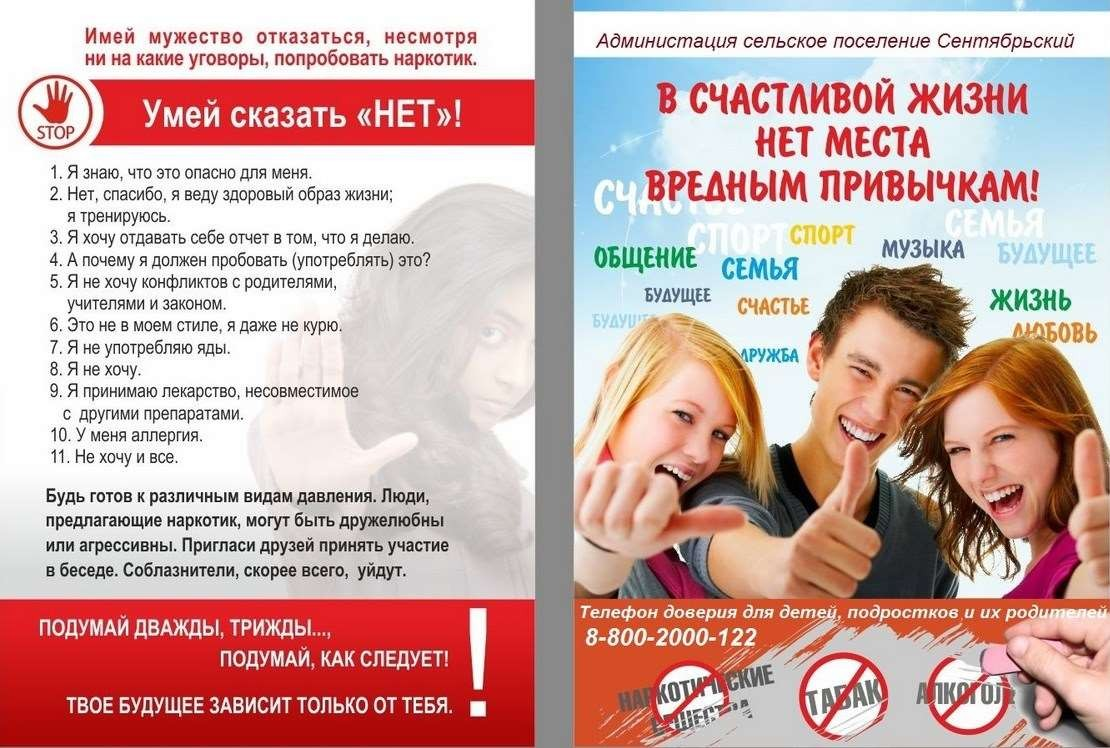 Имей мужество отказаться, несмотря
ни на какие уговоры, попробовать наркотик.
STOP
Умей сказать «НЕТ»!
1. Я знаю, что это опасно для меня.
2. Нет, спасибо, я веду здоровый образ жизни;
я тренируюсь.
3. Я хочу отдавать себе отчет в том, что я делаю.
4. А почему я должен пробовать (употреблять) это?
5. Я не хочу конфликтов с родителями,
учителями и законом.
6. Это не в моем стиле, я даже не курю.
7. Я не употребляю яды.
8. Я не хочу.
9. Я принимаю лекарство, несовместимое
с другими препаратами.
10. У меня аллергия.
11. Не хочу и все.
Будь готов к различным видам давления. Люди,
предлагающие наркотик, могут быть дружелюбны
или агрессивны. Пригласи друзей принять участие
в беседе. Соблазнители, скорее всего, уйдут.
ПОДУМАЙ ДВАЖДЫ, ТРИЖДЫ...,
ПОДУМАЙ, КАК СЛЕДУЕТ!
ТВОЕ БУДУЩЕЕ ЗАВИСИТ ТОЛЬКО ОТ ТЕБЯ.
!
Администация сельское поселение Сентябрьский
В СЧАСТЛИВОЙ ЖИЗНИ
НЕТ МЕСТА
ВРЕДНЫМ ПРИВЫЧКАМ!
СЧАСТЬЕ
СПОРТ
СПОРТ
СЕМЬЯ
МУЗЫКА
БУДУЩЕЕ
ОБЩЕНИЕ
СЕМЬЯ
БУДУЩЕЕ
СЧАСТЬЕ
ЖИЗНЬ
БУДУЩЕ
ЛЮБОВЬ
ДРУЖБА
Телефон доверия для детей, подростков и их родителей
8-800-2000-122
НАРКОТИЧЕСКИЕ
ВЕЩЕСТВА
ТАБАК
АЛКОГОЛЬ